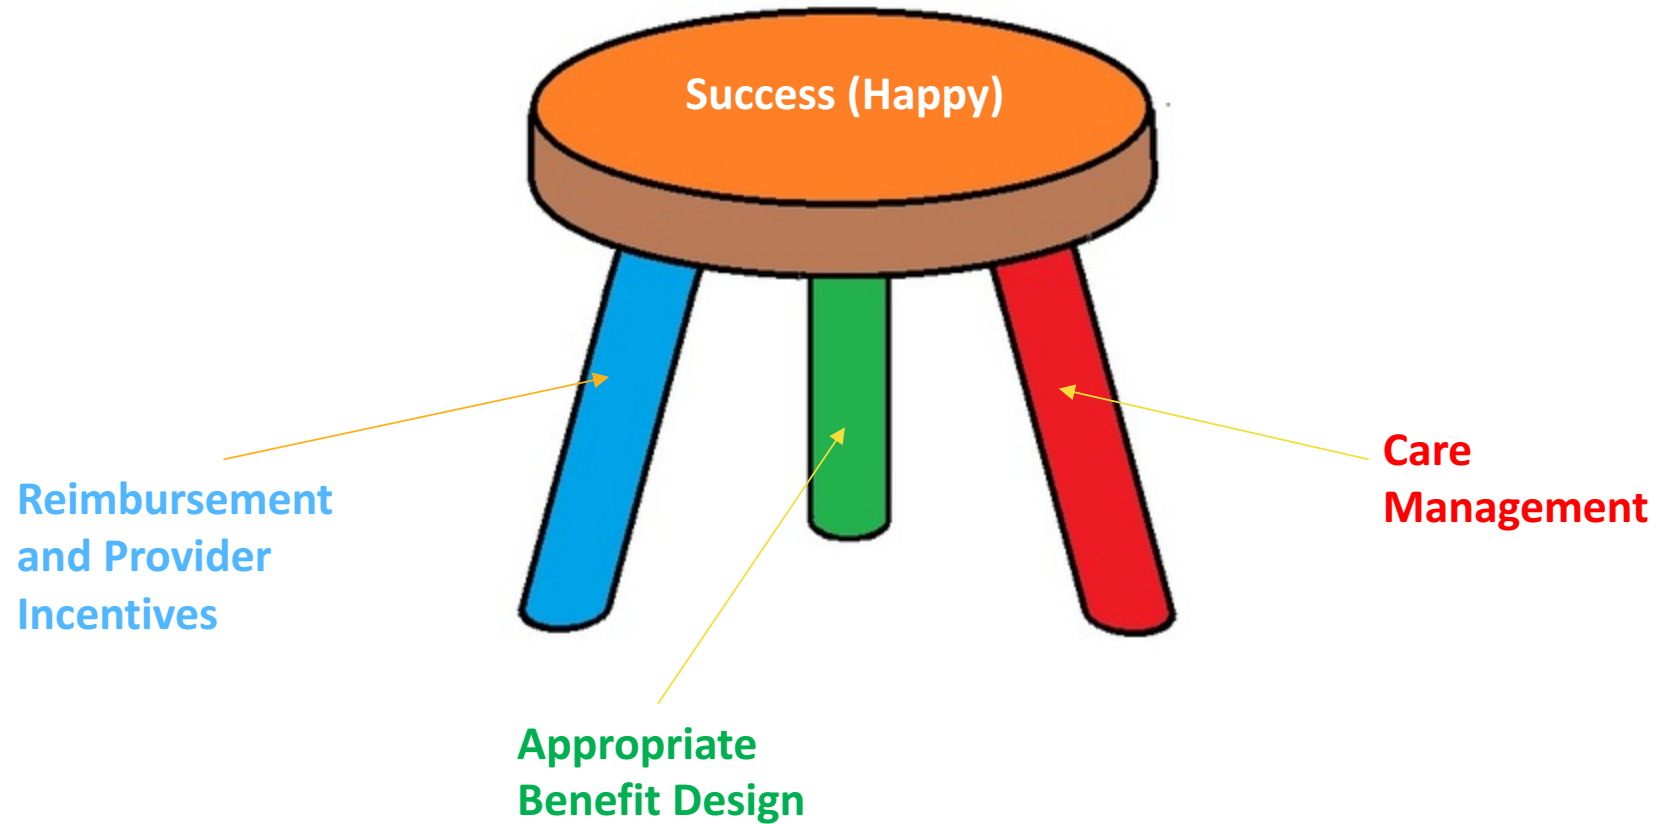 Success (Happy)
Reimbursement
and Provider
Incentives
Care
Management
Appropriate
Benefit Design